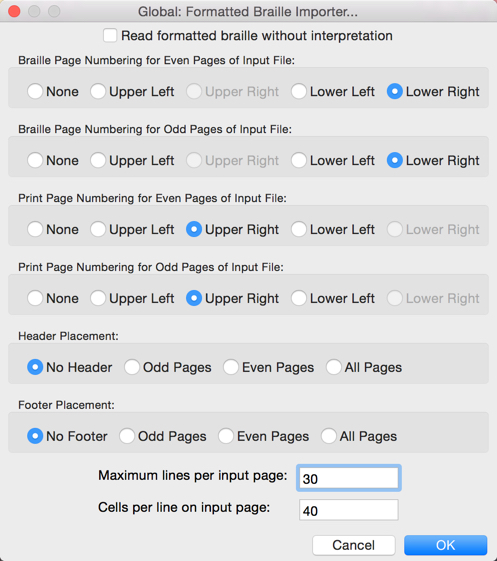 Global: Formatted Braille Importer...
Read formatted braille without interpretation
Braille Page Numbering for Even Pages of Input File:
None Upper Left Upper Right Lower Left Lower Right
Braille Page Numbering for Odd Pages of Input File:
None Upper Left Upper Right Lower Left Lower Right
Print Page Numbering for Even Pages of Input File:
None Upper Left Upper Right Lower Left Lower Right
Print Page Numbering for Odd Pages of Input File:
None Upper Left Upper Right Lower Left Lower Right
Header Placement:
No Header Odd Pages Even Pages All Pages
Footer Placement:
No Footer Odd Pages Even Pages All Pages
Maximum lines per input page: 30
Cells per line on input page: 40
Cancel OK